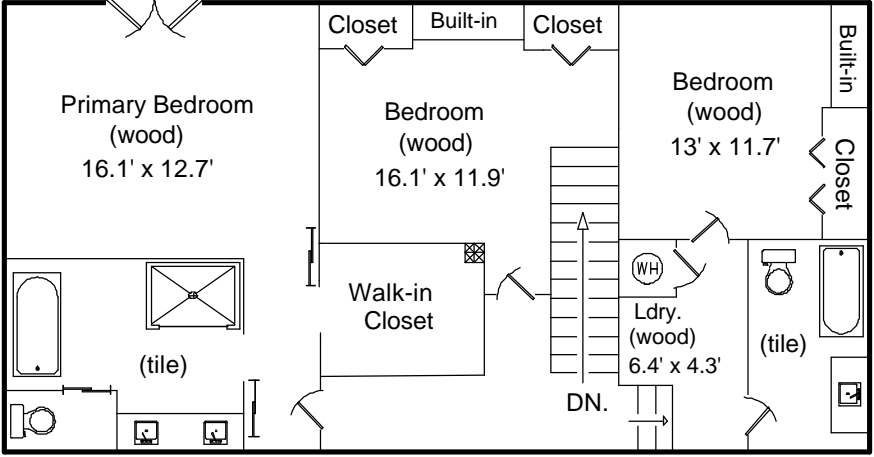 Closet
Built-in
Closet
Built-in
Primary Bedroom
(wood)
16.1' x 12.7'
Bedroom
(wood)
16.1' x 11.9'
Bedroom
(wood)
13' x 11.7'
Closet
Walk-in
Closet
WH
Ldry.
(wood)
6.4' x 4.3'
(tile)
(tile)
DN.